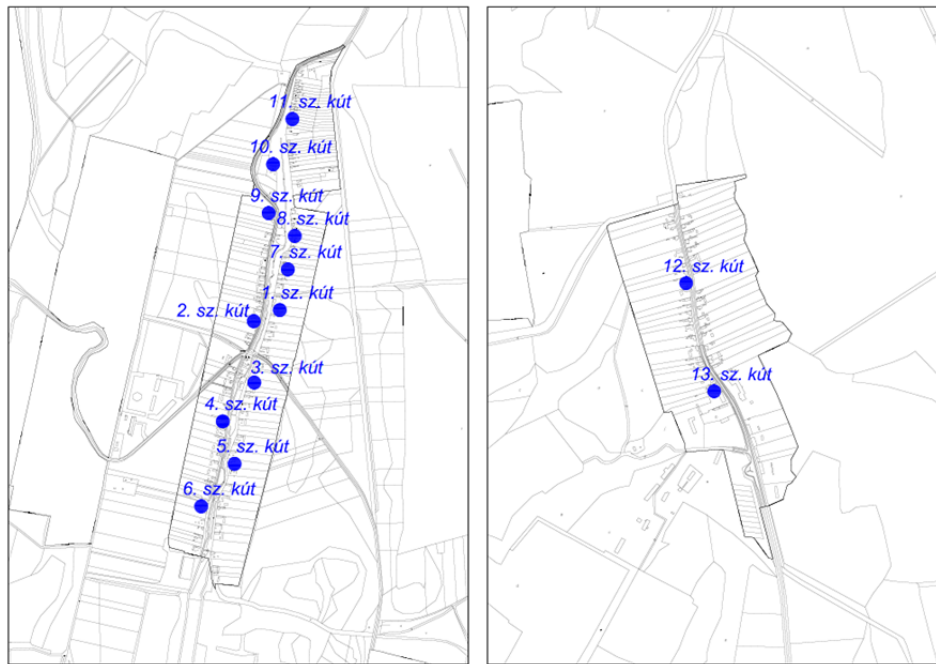 11. sz. kút
10. sz. kút
9. sz. kút
8. sz. kút
7. sz. kút
1. sz. kút
2. sz. kút
3. sz. kút
4. sz. kút
5. sz. kút
6. sz. kút
12. sz. kút
13. sz. kút